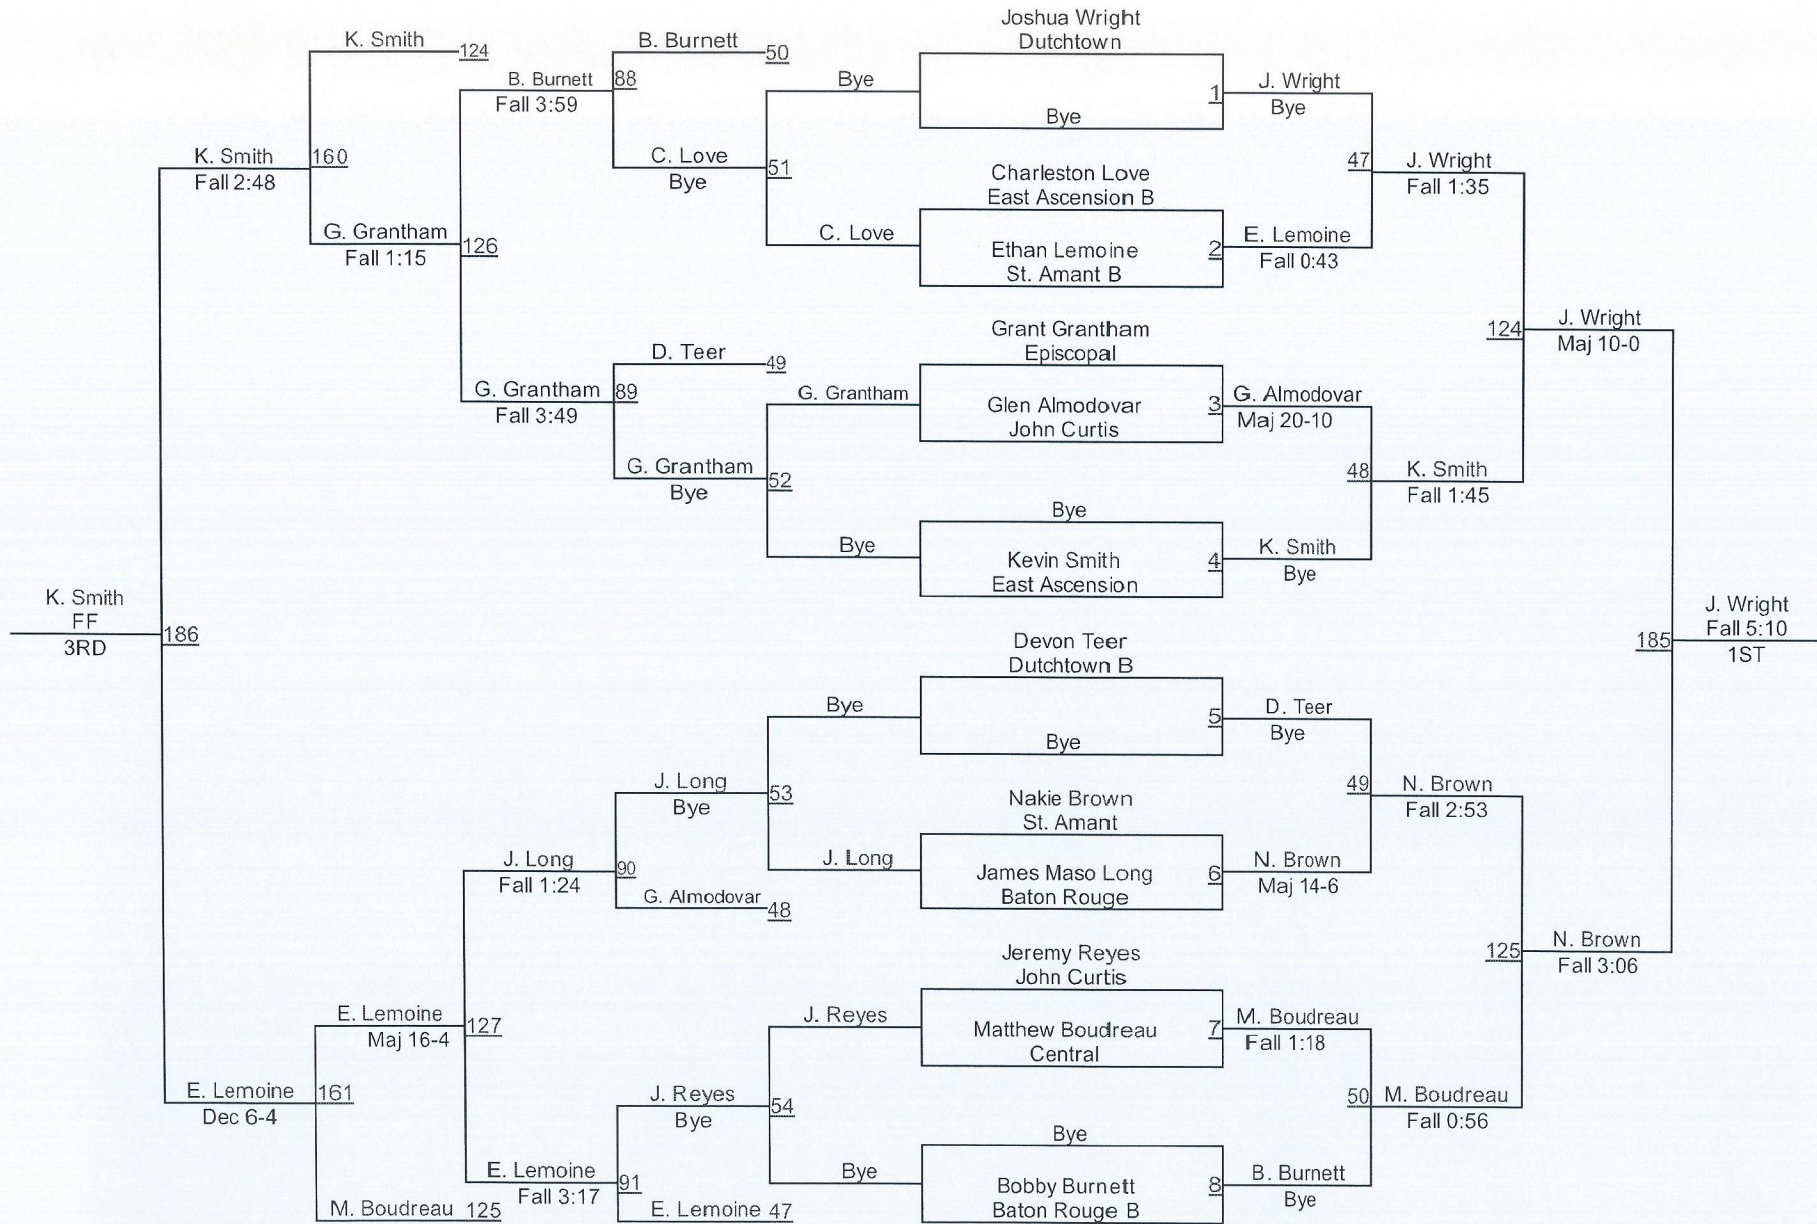 Joshua Wright
Dutchtown
K. Smith 124
B. Burnett 50
B. Burnett 88
Fall 3:59
Bye
Bye
1
J. Wright
Bye
K. Smith 160
Fall 2:48
C. Love 51
Bye
Charleston Love
East Ascension B
47
J. Wright
Fall 1:35
G. Grantham 126
Fall 1:15
C. Love
Ethan Lemoine
St. Amant B
2
E. Lemoine
Fall 0:43
Grant Grantham
Episcopal
124
J. Wright
Maj 10-0
D. Teer 49
G. Grantham 89
Fall 3:49
G. Grantham
Glen Almodovar
John Curtis
3
G. Almodovar
Maj 20-10
G. Grantham 52
Bye
48
K. Smith
Fall 1:45
Bye
Bye
Kevin Smith
East Ascension
4
K. Smith
Bye
K. Smith
FF
3RD
186
Devon Teer
Dutchtown B
185
J. Wright
Fall 5:10
1ST
Bye
Bye
5
D. Teer
Bye
J. Long 53
Bye
Nakie Brown
St. Amant
49
N. Brown
Fall 2:53
J. Long 90
Fall 1:24
J. Long
James Maso Long
Baton Rouge
6
N. Brown
Maj 14-6
G. Almodovar 48
Jeremy Reyes
John Curtis
125
N. Brown
Fall 3:06
E. Lemoine 127
Maj 16-4
J. Reyes
Matthew Boudreau
Central
7
M. Boudreau
Fall 1:18
E. Lemoine 161
Dec 6-4
J. Reyes 54
Bye
50
M. Boudreau
Fall 0:56
Bye
E. Lemoine 91
Fall 3:17
Bye
Bobby Burnett
Baton Rouge B
8
B. Burnett
Bye
M. Boudreau 125
E. Lemoine 47